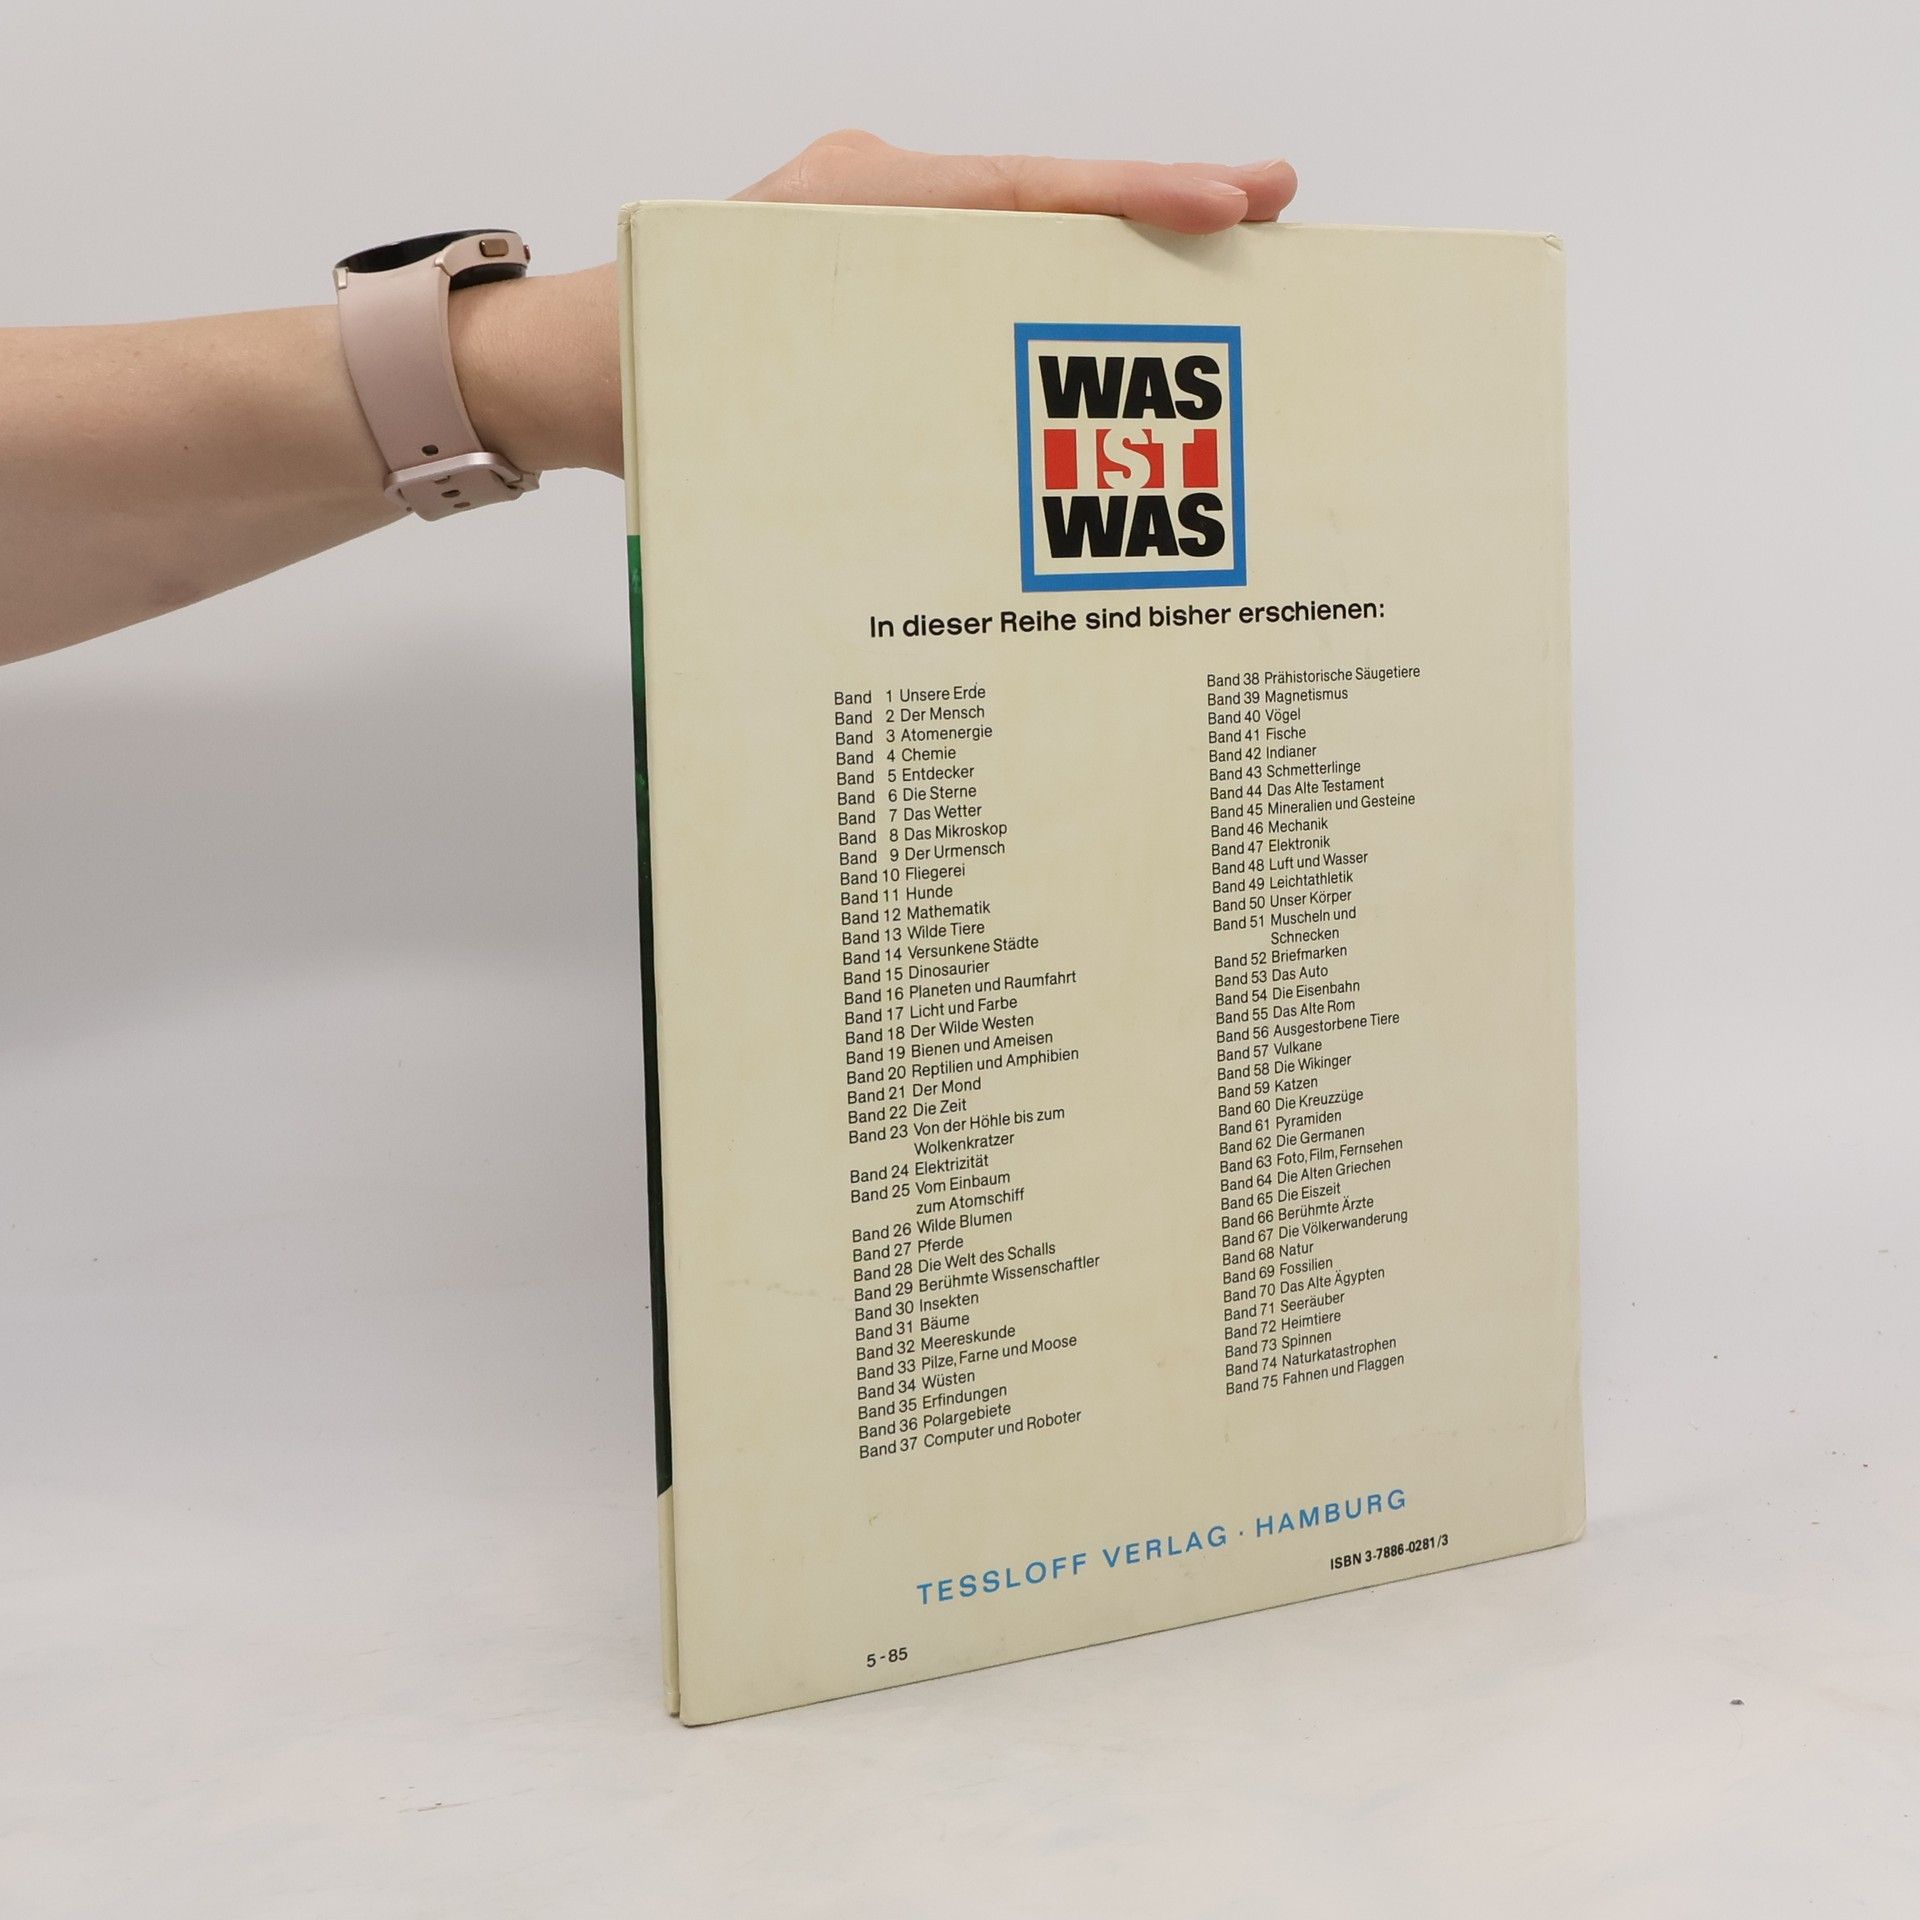 WAS
IST
WAS
In dieser Reihe sind bisher erschienen:
Band 1 Unsere Erde
Band 2 Der Mensch
Band 3 Atomenergie
Band 4 Chemie
Band 5 Entdecker
Band 6 Die Sterne
Band 7 Das Wetter
Band 8 Das Mikroskop
Band 9 Der Urmensch
Band 10 Fliegerei
Band 11 Hunde
Band 12 Mathematik
Band 13 Wilde Tiere
Band 14 Versunkene Städte
Band 15 Dinosaurier
Band 16 Planeten und Raumfahrt
Band 17 Licht und Farbe
Band 18 Der Wilde Westen
Band 19 Bienen und Ameisen
Band 20 Reptilien und Amphibien
Band 21 Der Mond
Band 22 Die Zeit
Band 23 Von der Höhle bis zum
Wolkenkratzer
Band 24 Elektrizität
Band 25 Vom Einbaum
zum Atomschiff
Band 26 Wilde Blumen
Band 27 Pferde
Band 28 Die Welt des Schalls
Band 29 Berühmte Wissenschaftler
Band 30 Insekten
Band 31 Bäume
Band 32 Meereskunde
Band 33 Pilze, Farne und Moose
Band 34 Wüsten
Band 35 Erfindungen
Band 36 Polargebiete
Band 37 Computer und Roboter
Band 38 Prähistorische Säugetiere
Band 39 Magnetismus
Band 40 Vögel
Band 41 Fische
Band 42 Indianer
Band 43 Schmetterlinge
Band 44 Das Alte Testament
Band 45 Mineralien und Gesteine
Band 46 Mechanik
Band 47 Elektronik
Band 48 Luft und Wasser
Band 49 Leichtathletik
Band 50 Unser Körper
Band 51 Muscheln und
Schnecken
Band 52 Briefmarken
Band 53 Das Auto
Band 54 Die Eisenbahn
Band 55 Das Alte Rom
Band 56 Ausgestorbene Tiere
Band 57 Vulkane
Band 58 Die Wikinger
Band 59 Katzen
Band 60 Die Kreuzzüge
Band 61 Pyramiden
Band 62 Die Germanen
Band 63 Foto, Film, Fernsehen
Band 64 Die Alten Griechen
Band 65 Die Eiszeit
Band 66 Berühmte Ärzte
Band 67 Die Völkerwanderung
Band 68 Natur
Band 69 Fossilien
Band 70 Das Alte Ägypten
Band 71 Seeräuber
Band 72 Heimtiere
Band 73 Spinnen
Band 74 Naturkatastrophen
Band 75 Fahnen und Flaggen
TESSLOFF VERLAG · HAMBURG
ISBN 3-7886-0281/3
5-85